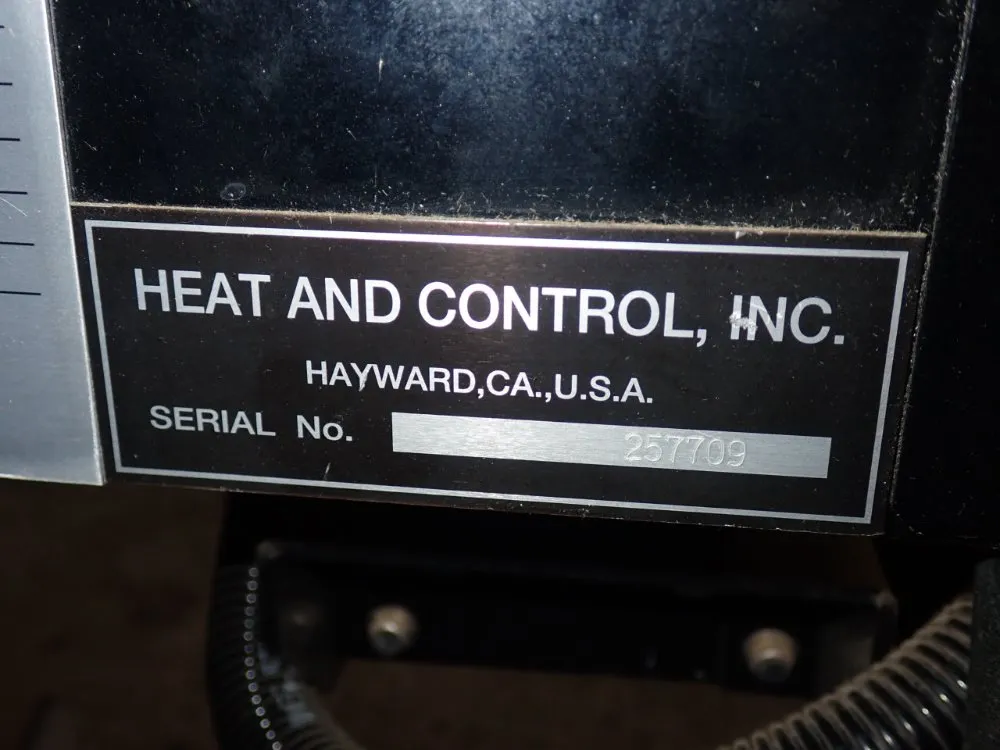 HEAT AND CONTROL, INC.
HAYWARD,CA.,U.S.A.
SERIAL No. 257709